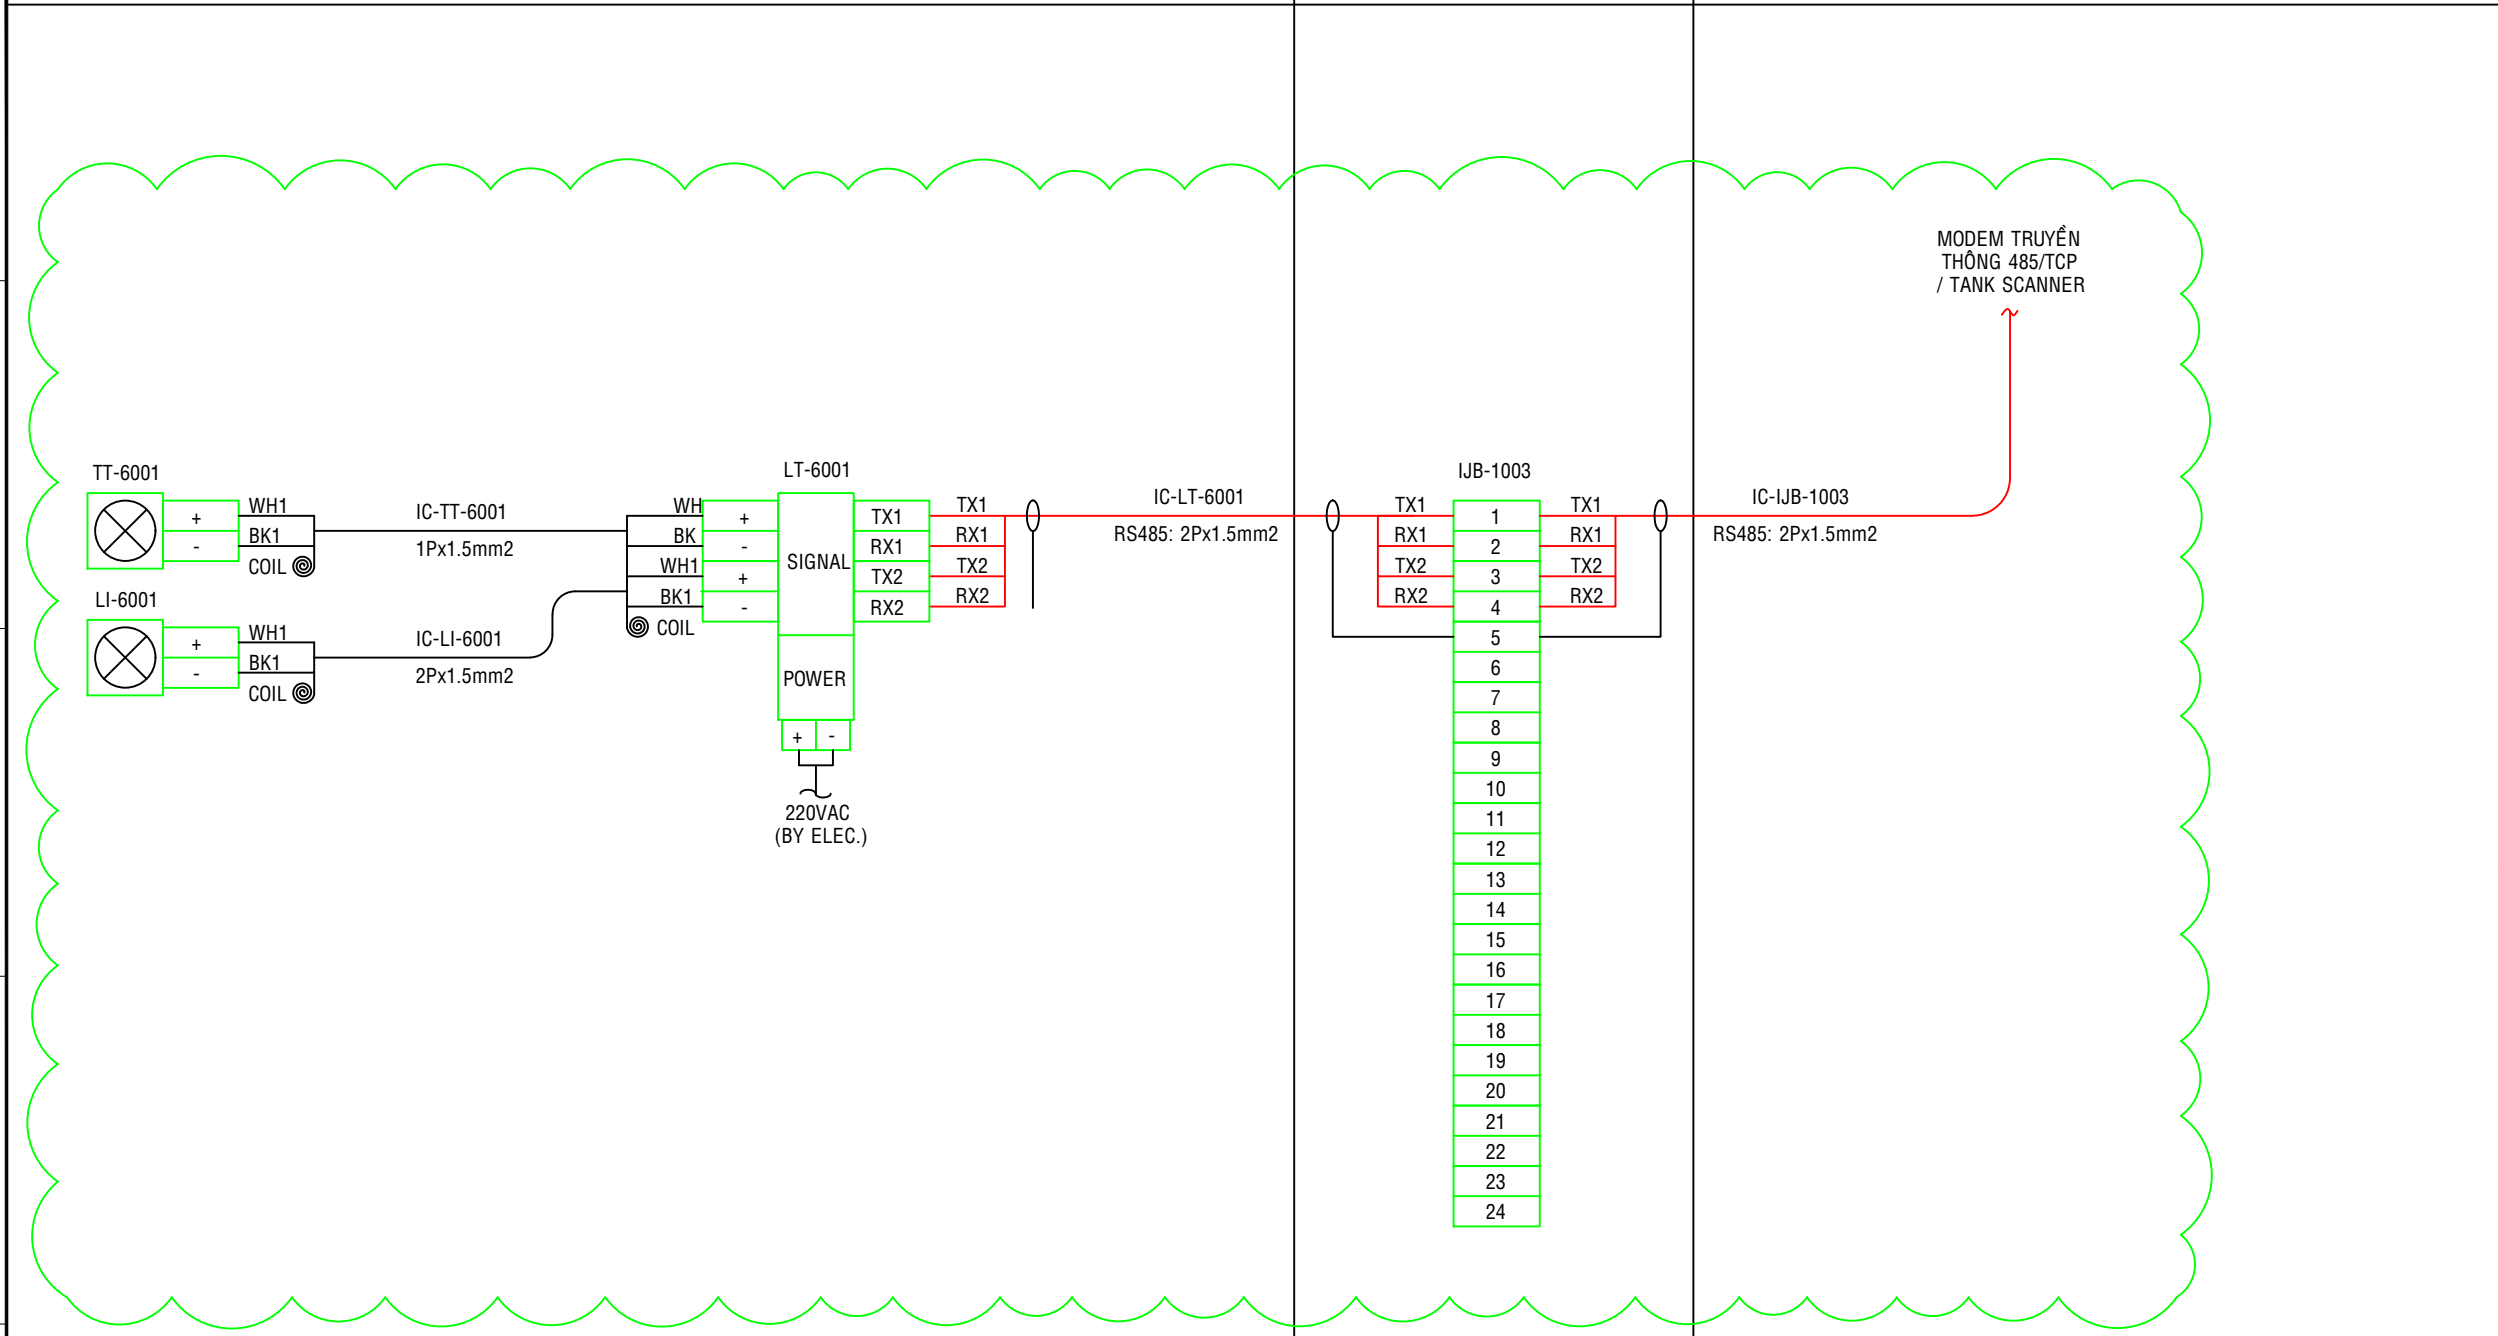 MODEM TRUYỀN
THÔNG 485/TCP
/ TANK SCANNER
TT-6001
+
-
WH1
BK1
COIL
IC-TT-6001
1Px1.5mm2
LI-6001
+
-
WH1
BK1
COIL
IC-LI-6001
2Px1.5mm2
LT-6001
WH
BK
WH1
BK1
COIL
+
-
+
-
SIGNAL
POWER
+ -
220VAC
(BY ELEC.)
TX1
RX1
TX2
RX2
TX1
RX1
TX2
RX2
IC-LT-6001
RS485: 2Px1.5mm2
IJB-1003
TX1
RX1
TX2
RX2
1
2
3
4
5
6
7
8
9
10
11
12
13
14
15
16
17
18
19
20
21
22
23
24
TX1
RX1
TX2
RX2
IC-IJB-1003
RS485: 2Px1.5mm2